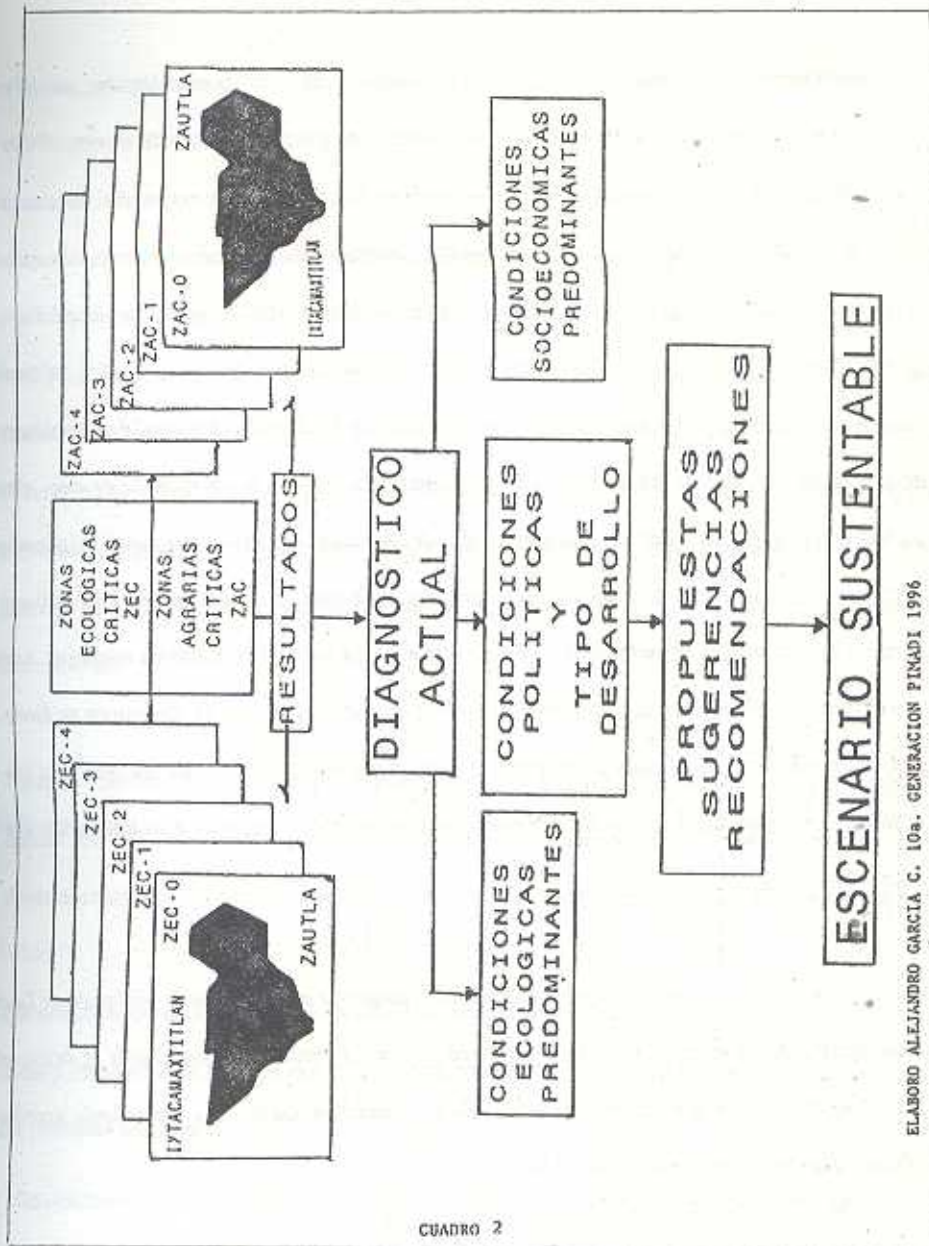 ZEC-4
ZEC-3
ZEC-2
ZEC-1
ZEC-0
IXTACAMAXTITLAN
ZAUTLA
ZONAS
ECOLOGICAS
CRITICAS
ZEC
ZONAS
AGRARIAS
CRITICAS
ZAC
ZAC-4
ZAC-3
ZAC-2
ZAC-1
ZAC-0
ZAUTLA
IXTACAMAXTITLAN
RESULTADOS
DIAGNOSTICO
ACTUAL
CONDICIONES
ECOLOGICAS
PREDOMINANTES
CONDICIONES
POLITICAS
Y
TIPO DE
DESARROLLO
CONDICIONES
SOCIOECONOMICAS
PREDOMINANTES
PROPUESTAS
SUGERENCIAS
RECOMENDACIONES
ESCENARIO SUSTENTABLE
ELABORO ALEJANDRO GARCIA C. 10a. GENERACION PIMADI 1996
CUADRO 2